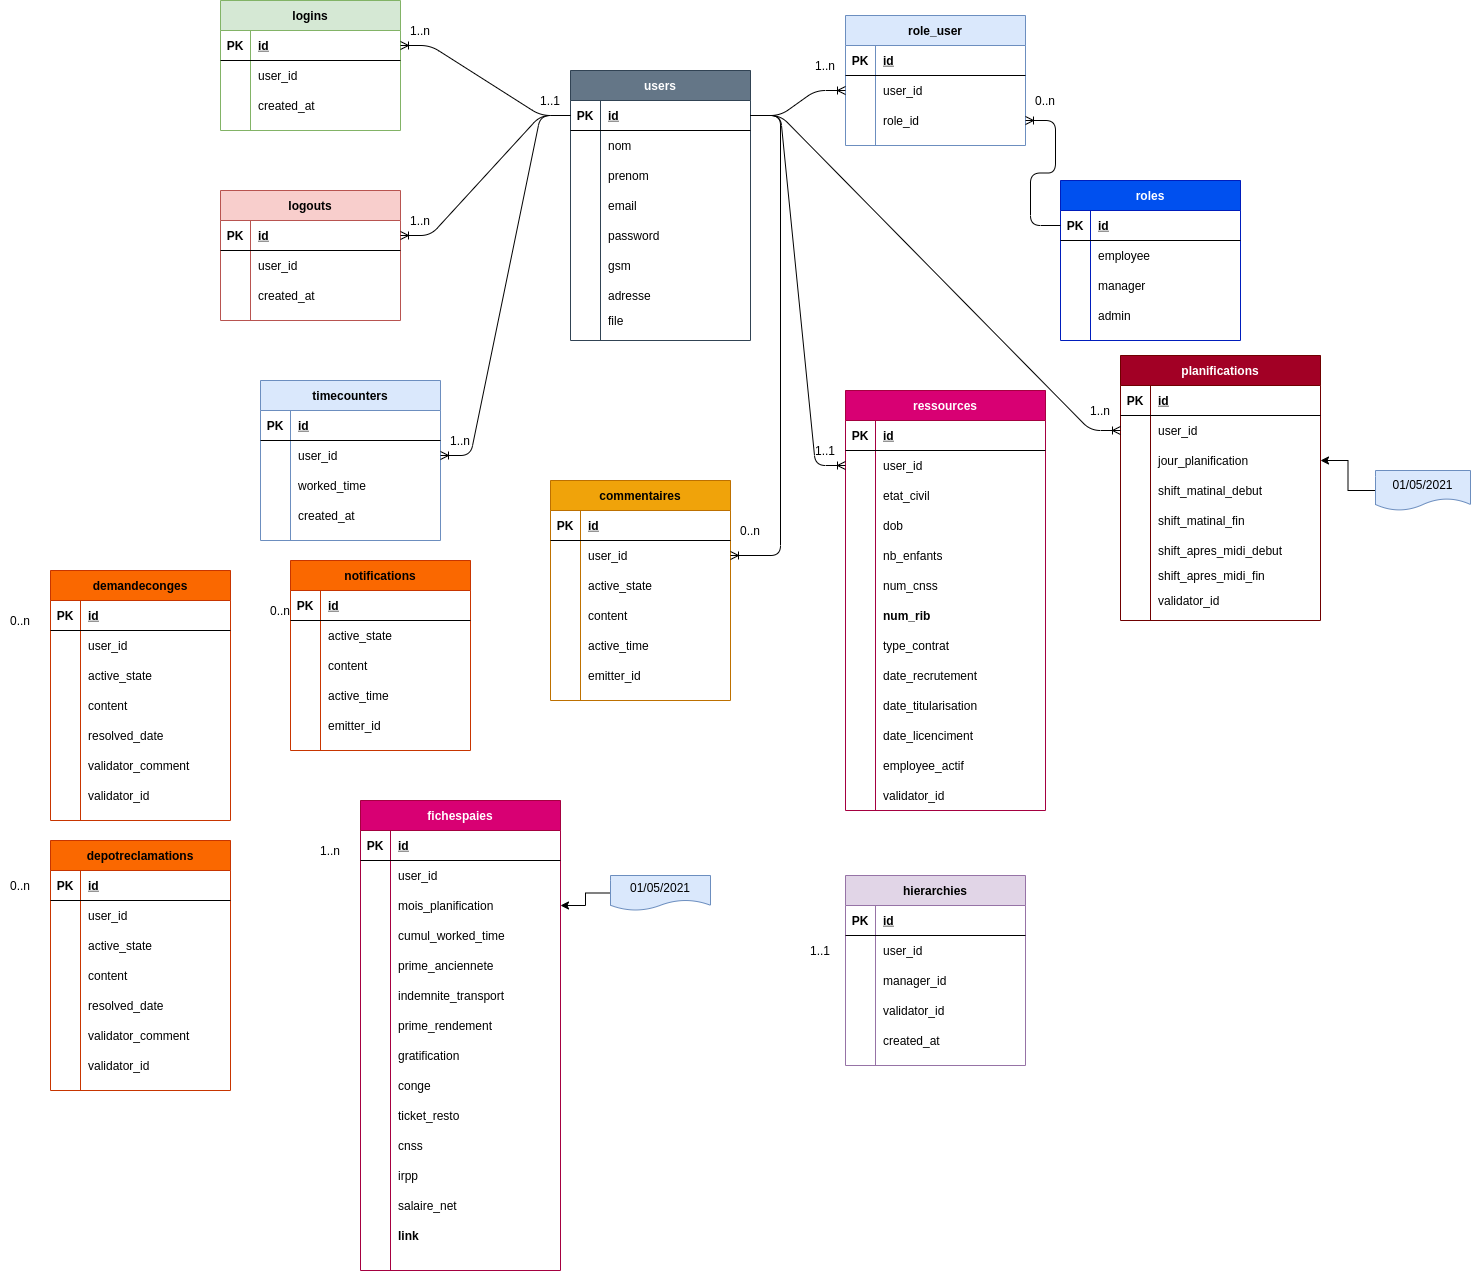 logins
1..n
PK id
user_id
created_at
logouts
1..n
PK id
user_id
created_at
1..1
users
PK id
nom
prenom
email
password
gsm
adresse
file
role_user
1..n
PK id
user_id
role_id
0..n
roles
PK id
employee
manager
admin
timecounters
PK id
1..n
user_id
worked_time
created_at
commentaires
PK id
0..n
user_id
active_state
content
active_time
emitter_id
ressources
PK id
1..1
user_id
etat_civil
dob
nb_enfants
num_cnss
num_rib
type_contrat
date_recrutement
date_titularisation
date_licenciment
employee_actif
validator_id
planifications
PK id
1..n
user_id
jour_planification
shift_matinal_debut
shift_matinal_fin
shift_apres_midi_debut
shift_apres_midi_fin
validator_id
01/05/2021
demandeconges
0..n
PK id
user_id
active_state
content
resolved_date
validator_comment
validator_id
notifications
0..n
PK id
active_state
content
active_time
emitter_id
depotreclamations
0..n
PK id
user_id
active_state
content
resolved_date
validator_comment
validator_id
fichespaies
1..n
PK id
user_id
mois_planification
cumul_worked_time
prime_anciennete
indemnite_transport
prime_rendement
gratification
conge
ticket_resto
cnss
irpp
salaire_net
link
01/05/2021
hierarchies
PK id
1..1
user_id
manager_id
validator_id
created_at